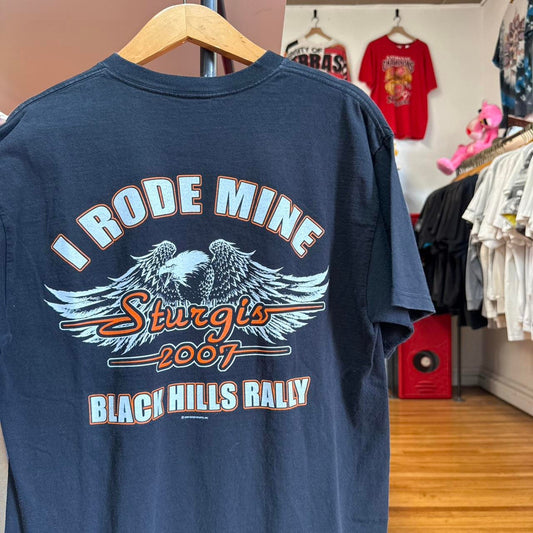 I RODE MINE
Sturgis
2007
BLACK HILLS RALLY